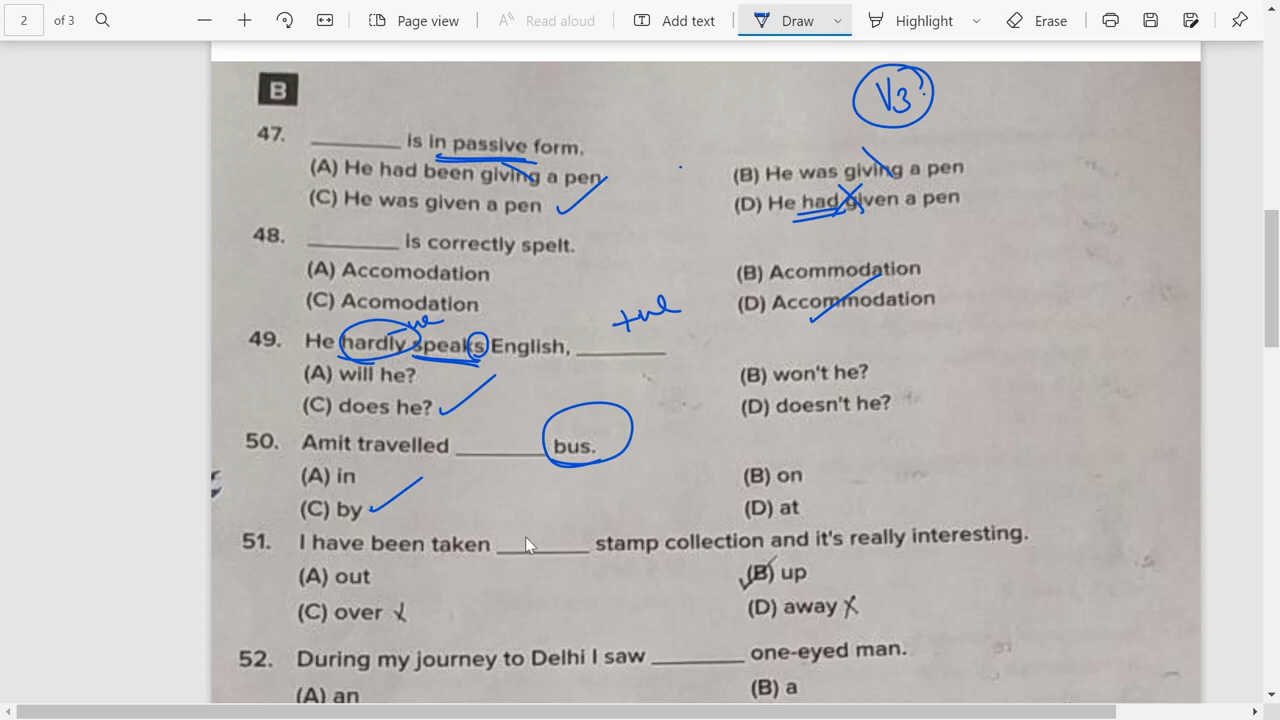 2 of 3 Page view Read aloud Add text Draw Highlight Erase
B
V3
47. ________ is in passive form.
(A) He had been giving a pen (B) He was giving a pen
(C) He was given a pen (D) He had given a pen
48. ________ is correctly spelt.
(A) Accomodation (B) Acommodation
(C) Acomodation (D) Accommodation
-ve +ve
49. He hardly speaks English, ________
(A) will he? (B) won't he?
(C) does he? (D) doesn't he?
50. Amit travelled ________ bus.
(A) in (B) on
(C) by (D) at
51. I have been taken ________ stamp collection and it's really interesting.
(A) out (B) up
(C) over (D) away
52. During my journey to Delhi I saw ________ one-eyed man.
(A) an (B) a